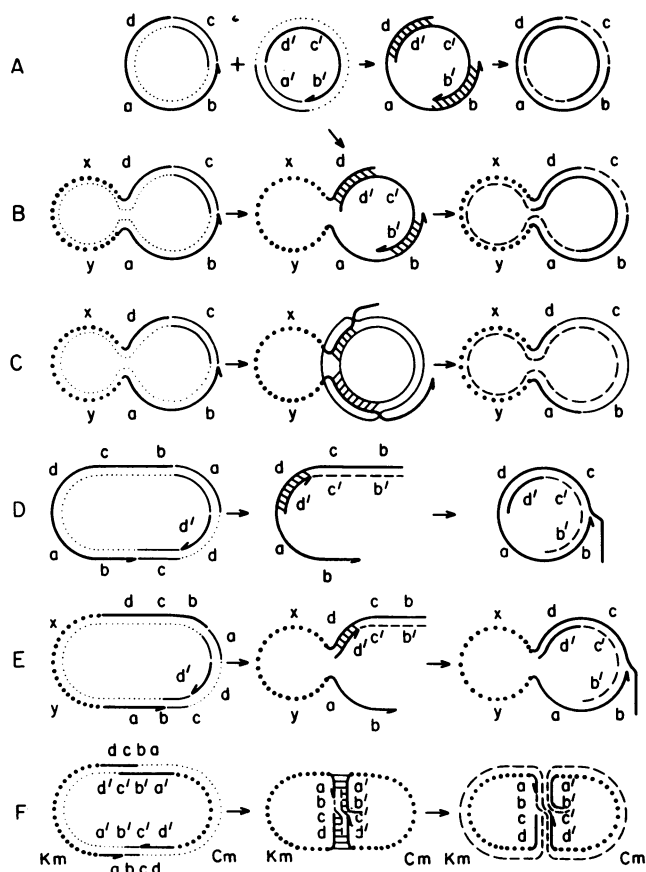 d c d' c' d d' c' d c
A + a' b' b'
a b a b a b
x d c x d x d c
B d' c'
b'
y a b y a b y a b
x d c x x d c
C
y a b y y a b
d c b a c b d c
D d d' c' b' d' c'
d' b'
a b c d a b a b
d c b a x d c b x d c
E x d' c' b' d' c'
d' b'
y a b c d y a b y a b
d c b a
d' c' b' a' a a' a a'
F b b' b b'
a' b' c' d' c c' c c'
d d' d d'
Km Cm Km Cm Km Cm
a b c d